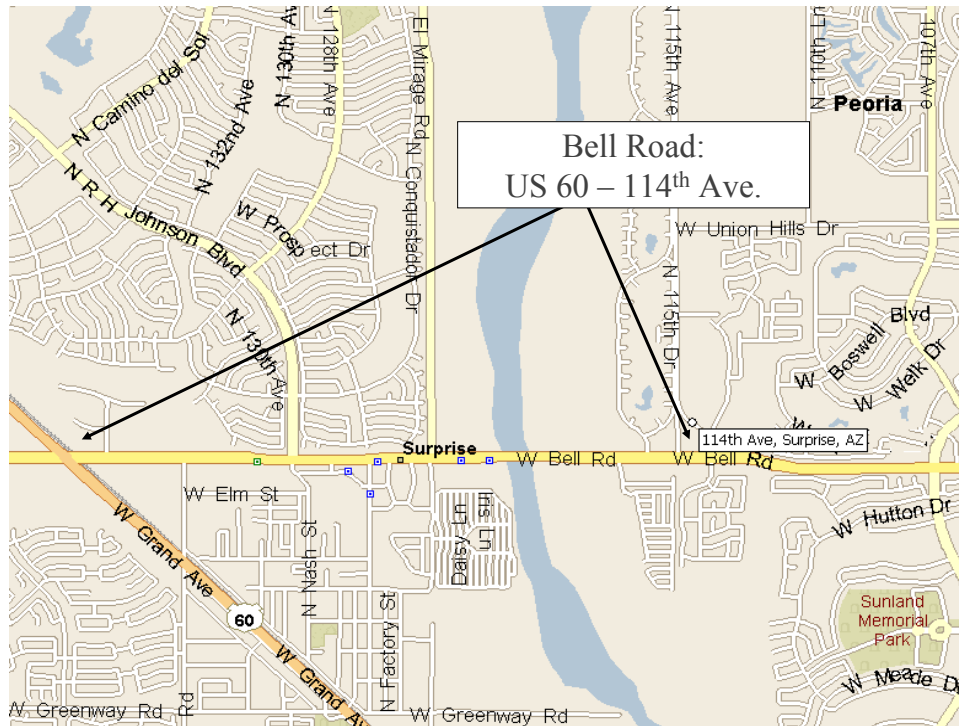 N Camino del Sol
N 132nd Ave
N 130th Av
N 128th Ave
El Mirage Rd
N 115th Ave
N 110th Ln
107th Ave
Peoria
Bell Road:
US 60 – 114th Ave.
N R H Johnson Blvd
W Prospect Dr
N Conquistador Dr
W Union Hills Dr
N 115th Dr
N 130th Ave
W Boswell Blvd
W Welk Dr
114th Ave, Surprise, AZ
Surprise
W Bell Rd
W Bell Rd
W Elm St
W Hutton Dr
W Grand Ave
N Nash St
Daisy Ln
Iris Ln
60
N Factory St
Sunland
Memorial
Park
W Grand Av
W Meade D
W Greenway Rd
Rd
W Greenway Rd